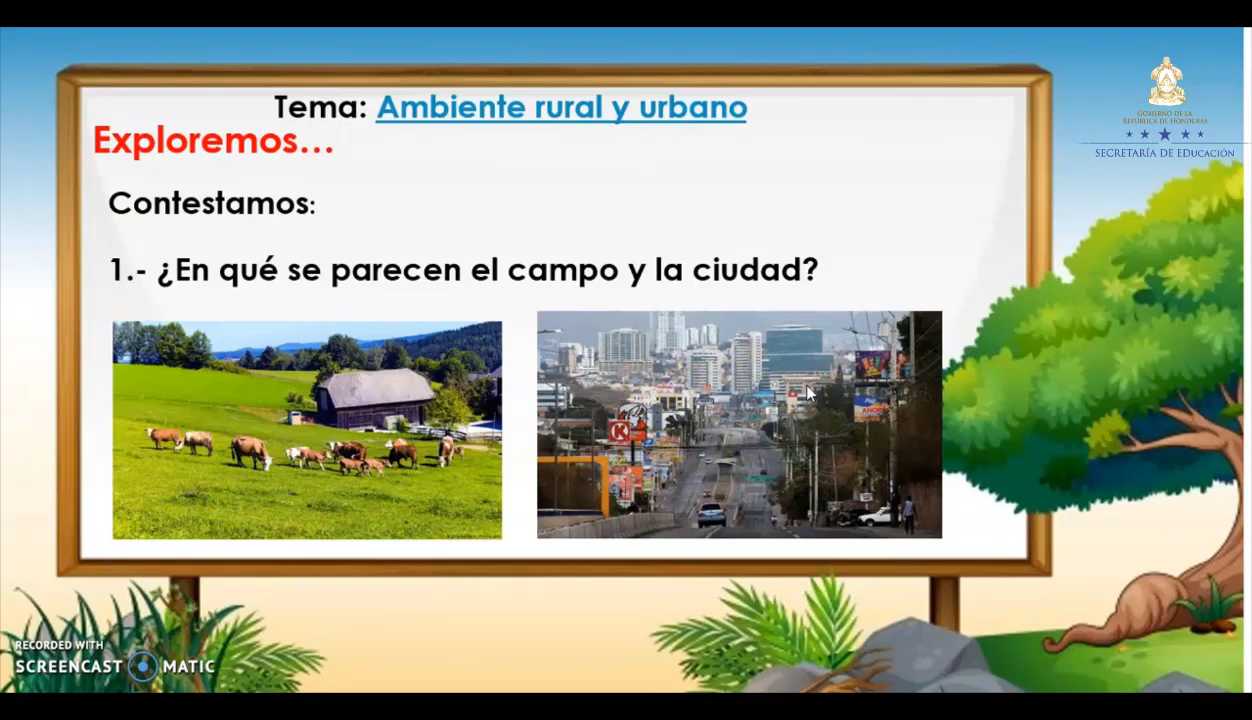 Tema: Ambiente rural y urbano
Exploremos...
Contestamos:
1.- ¿En qué se parecen el campo y la ciudad?
GOBIERNO DE LA
REPÚBLICA DE HONDURAS
SECRETARÍA DE EDUCACIÓN
K
RECORDED WITH
SCREENCAST MATIC